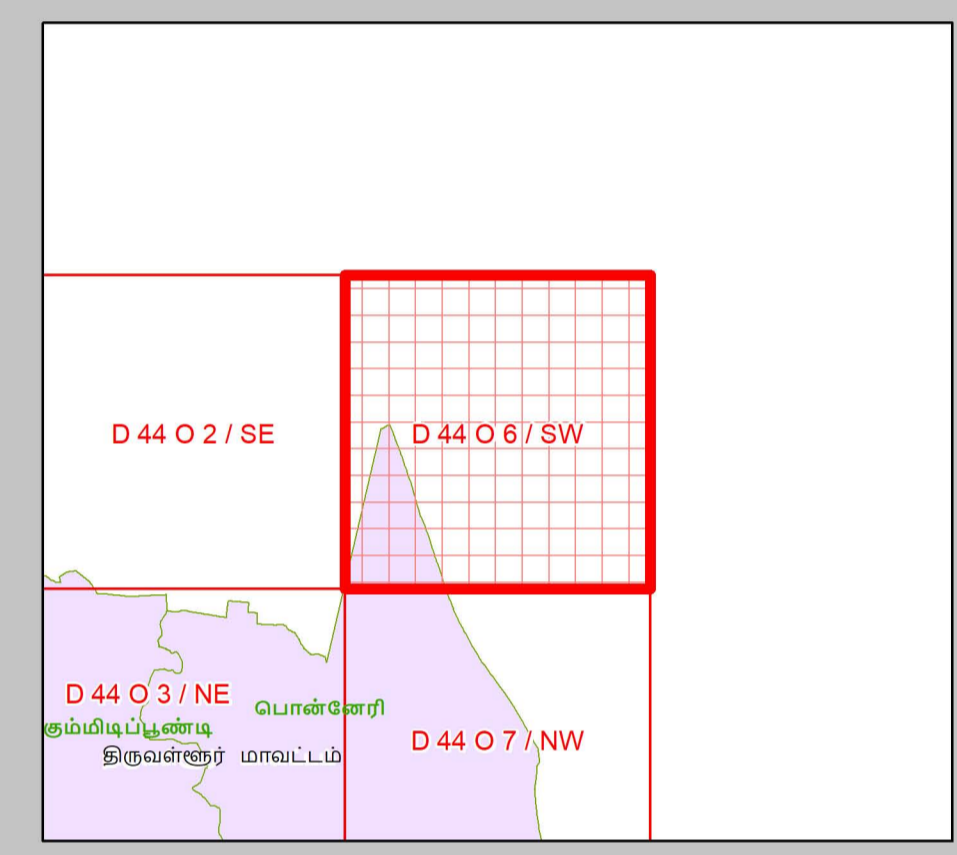 D 44 O 2 / SE
D 44 O 6 / SW
D 44 O 3 / NE
பொன்னேரி
கும்மிடிப்பூண்டி
D 44 O 7 / NW
திருவள்ளூர் மாவட்டம்